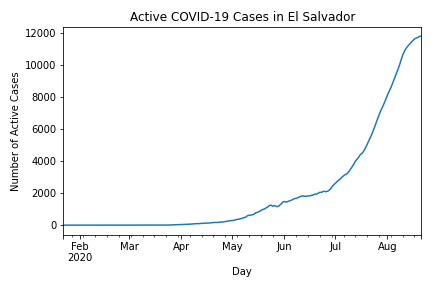 Active COVID-19 Cases in El Salvador
Number of Active Cases
12000
10000
8000
6000
4000
2000
0
Feb Mar Apr May Jun Jul Aug
2020
Day